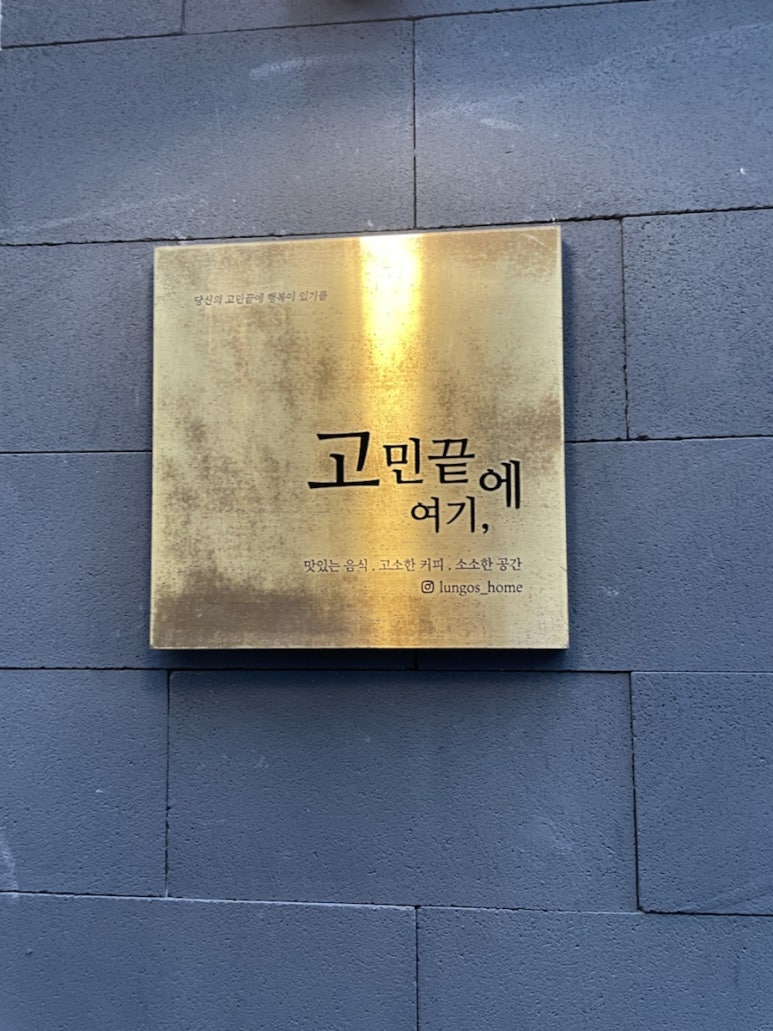 당신의 고민끝에 행복이 있기를
고민끝에
여기,
맛있는 음식 . 고소한 커피 . 소소한 공간
lungos_home